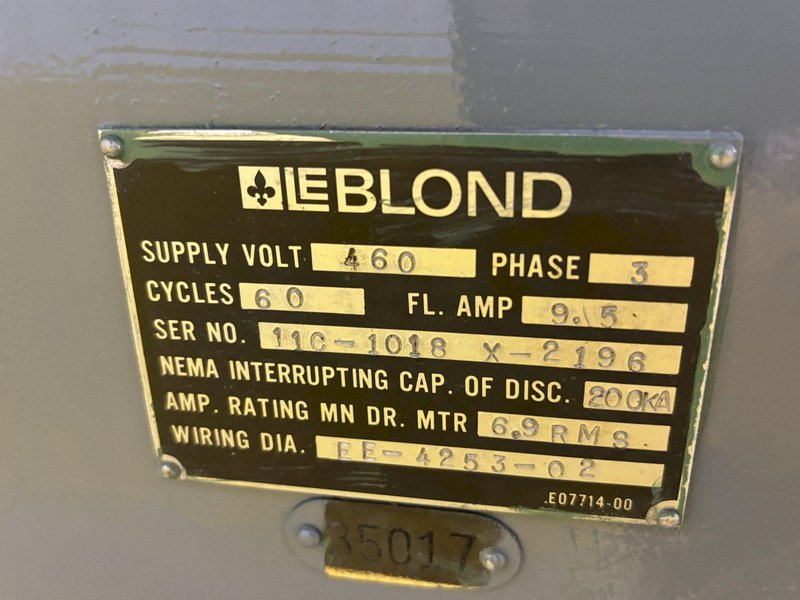 LEBLOND
SUPPLY VOLT 460 PHASE 3
CYCLES 60 FL. AMP 9.5
SER NO. 11C-1018 X-2196
NEMA INTERRUPTING CAP. OF DISC. 200KA
AMP. RATING MN DR. MTR 6.9 RMS
WIRING DIA. EE-4253-02
E07714-00
35017